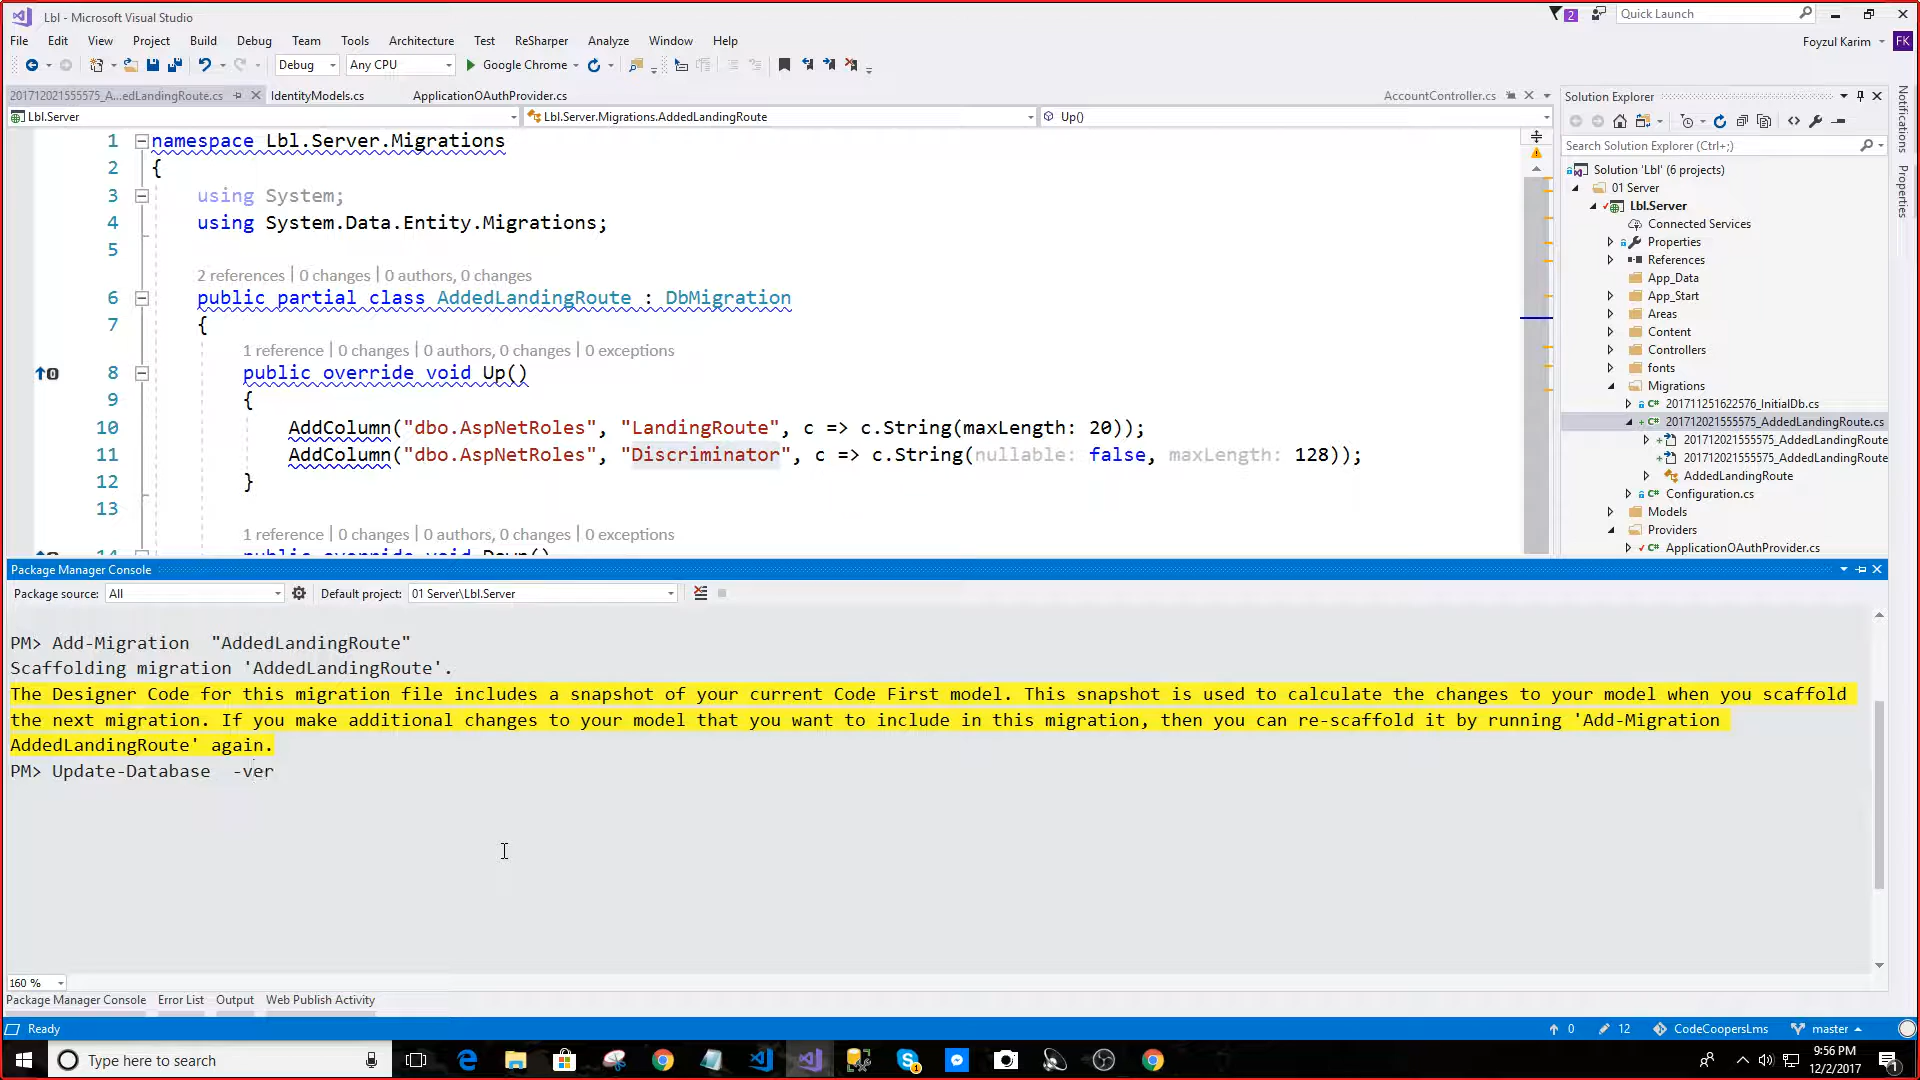 Lbl - Microsoft Visual Studio
2
Quick Launch
File Edit View Project Build Debug Team Tools Architecture Test ReSharper Analyze Window Help
Foyzul Karim FK
Debug Any CPU Google Chrome
201712021555575_A...edLandingRoute.cs IdentityModels.cs ApplicationOAuthProvider.cs AccountController.cs
Lbl.Server Lbl.Server.Migrations.AddedLandingRoute Up()
1 namespace Lbl.Server.Migrations
2 {
3 using System;
4 using System.Data.Entity.Migrations;
5
2 references | 0 changes | 0 authors, 0 changes
6 public partial class AddedLandingRoute : DbMigration
7 {
1 reference | 0 changes | 0 authors, 0 changes | 0 exceptions
8 public override void Up()
9 {
10 AddColumn("dbo.AspNetRoles", "LandingRoute", c => c.String(maxLength: 20));
11 AddColumn("dbo.AspNetRoles", "Discriminator", c => c.String(nullable: false, maxLength: 128));
12 }
13
1 reference | 0 changes | 0 authors, 0 changes | 0 exceptions
14 public override void Down()
Solution Explorer
Search Solution Explorer (Ctrl+;)
Solution 'Lbl' (6 projects)
01 Server
Lbl.Server
Connected Services
Properties
References
App_Data
App_Start
Areas
Content
Controllers
fonts
Migrations
201711251622576_InitialDb.cs
201712021555575_AddedLandingRoute.cs
201712021555575_AddedLandingRoute
201712021555575_AddedLandingRoute
AddedLandingRoute
Configuration.cs
Models
Providers
ApplicationOAuthProvider.cs
Notifications
Properties
Package Manager Console
Package source: All Default project: 01 Server\Lbl.Server
PM> Add-Migration "AddedLandingRoute"
Scaffolding migration 'AddedLandingRoute'.
The Designer Code for this migration file includes a snapshot of your current Code First model. This snapshot is used to calculate the changes to your model when you scaffold
the next migration. If you make additional changes to your model that you want to include in this migration, then you can re-scaffold it by running 'Add-Migration
AddedLandingRoute' again.
PM> Update-Database -ver
160 %
Package Manager Console Error List Output Web Publish Activity
Ready 0 12 CodeCoopersLms master
Type here to search
9:56 PM
12/2/2017
1